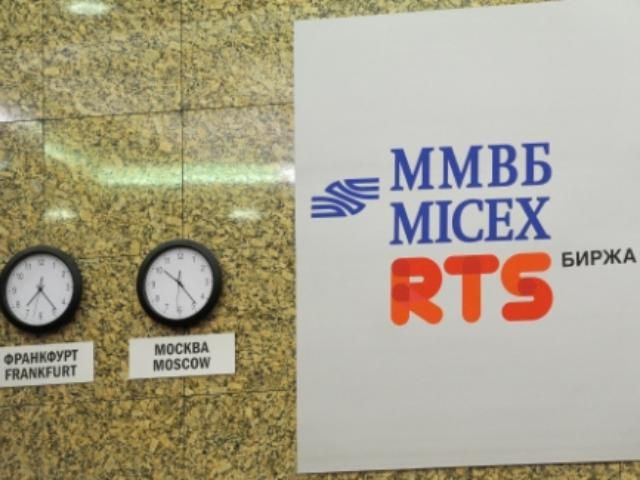 ММВБ
MICEX
RTS БИРЖА
ФРАНКФУРТ
FRANKFURT
МОСКВА
MOSCOW